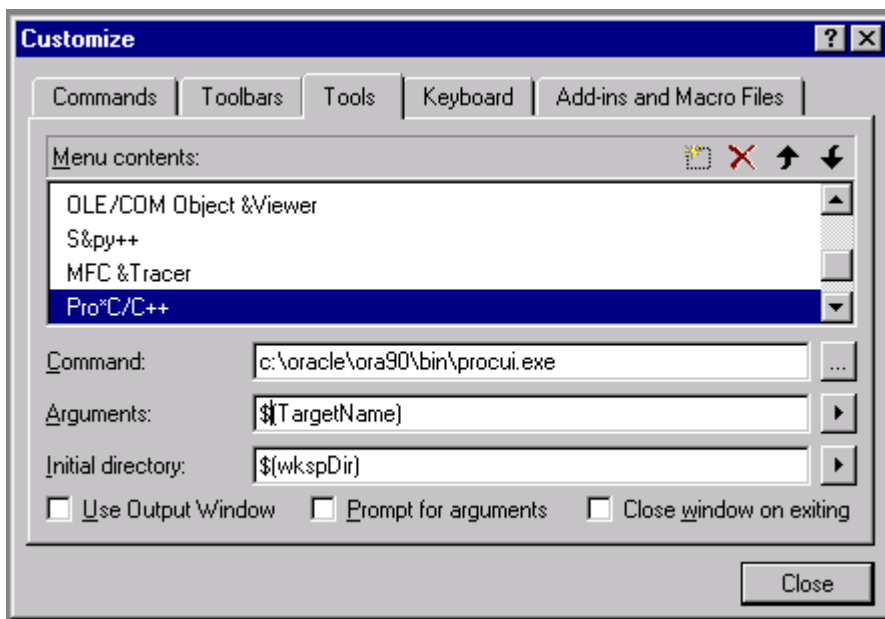 Customize
Commands Toolbars Tools Keyboard Add-ins and Macro Files
Menu contents:
OLE/COM Object &Viewer
S&py++
MFC &Tracer
Pro*C/C++
Command: c:\oracle\ora90\bin\procui.exe ...
Arguments: $(TargetName)
Initial directory: $(wkspDir)
Use Output Window Prompt for arguments Close window on exiting
Close